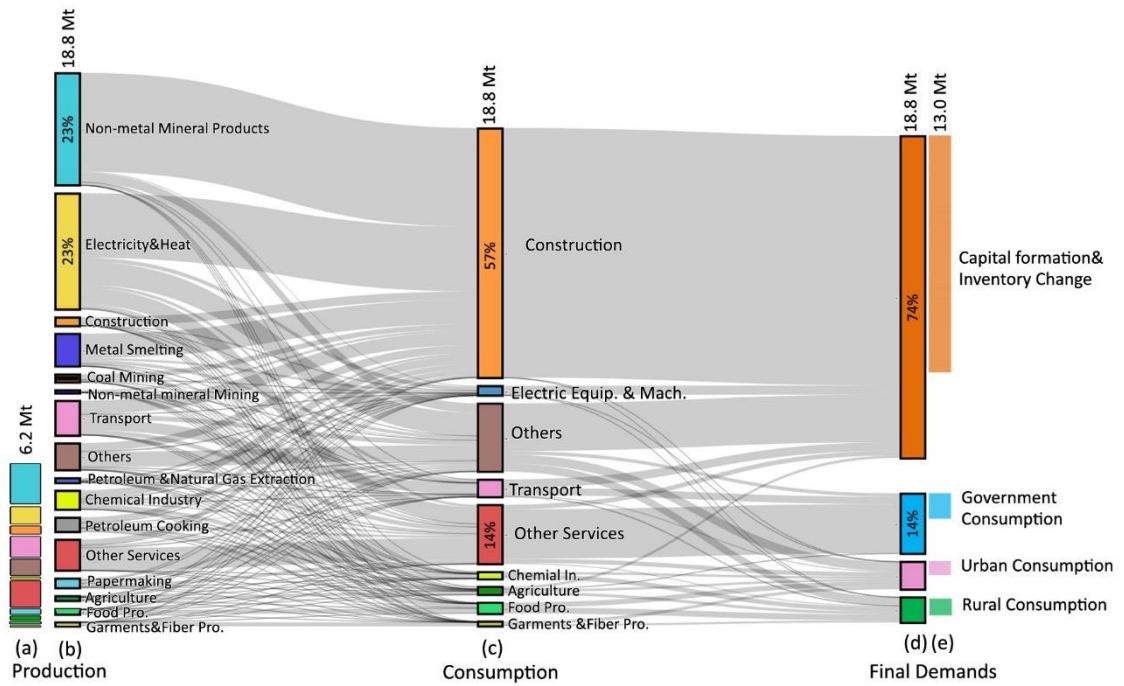 18.8 Mt
18.8 Mt
18.8 Mt
13.0 Mt
23%
Non-metal Mineral Products
23%
Electricity&Heat
Construction
Metal Smelting
Coal Mining
Non-metal mineral Mining
Transport
Others
Petroleum &Natural Gas Extraction
Chemical Industry
Petroleum Cooking
Other Services
Papermaking
Agriculture
Food Pro.
Garments&Fiber Pro.
6.2 Mt
57%
Construction
Electric Equip. & Mach.
Others
Transport
14%
Other Services
Chemial In.
Agriculture
Food Pro.
Garments &Fiber Pro.
74%
Capital formation&
Inventory Change
14%
Government
Consumption
Urban Consumption
Rural Consumption
(a) (b) (c) (d) (e)
Production Consumption Final Demands